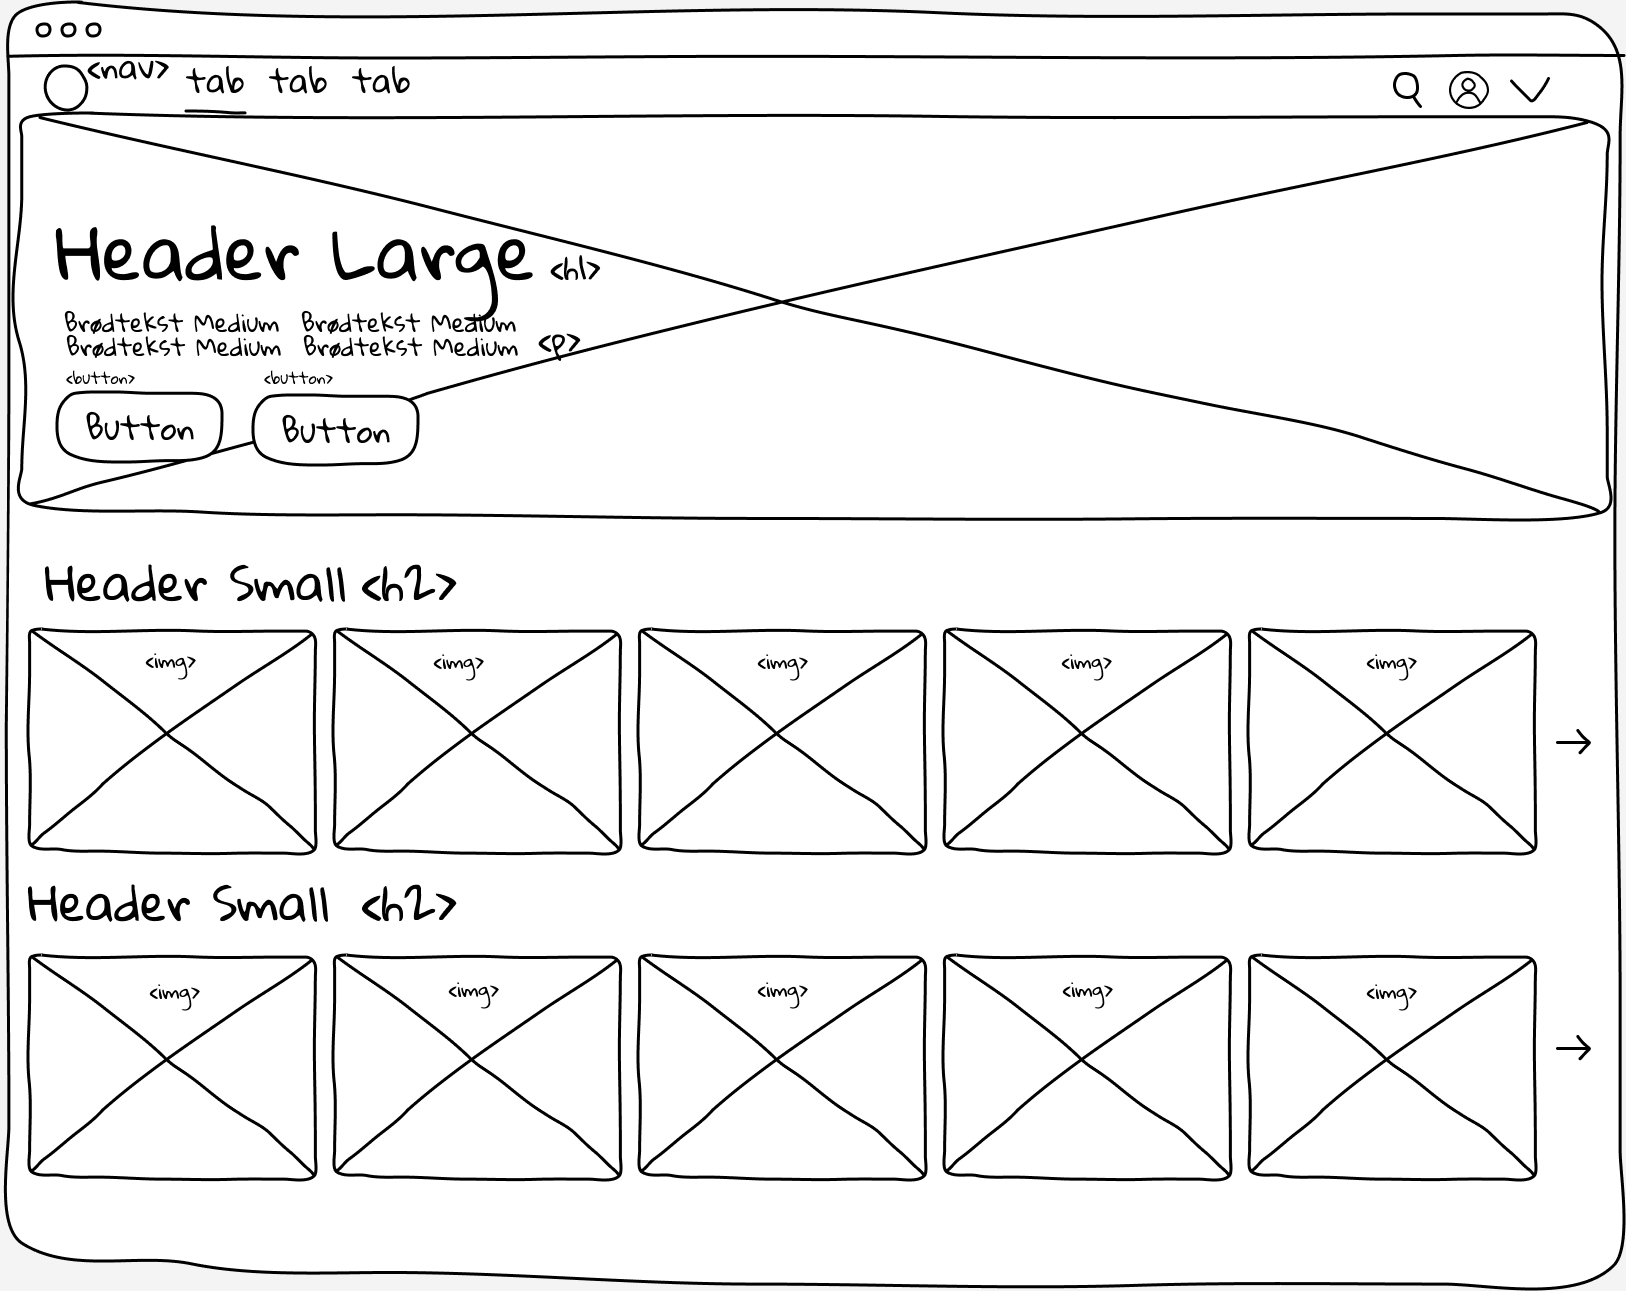 <nav> tab tab tab
Header Large <h1>
Brødtekst Medium Brødtekst Medium
Brødtekst Medium Brødtekst Medium <p>
<button> <button>
Button Button
Header Small <h2>
<img> <img> <img> <img> <img>
Header Small <h2>
<img> <img> <img> <img> <img>